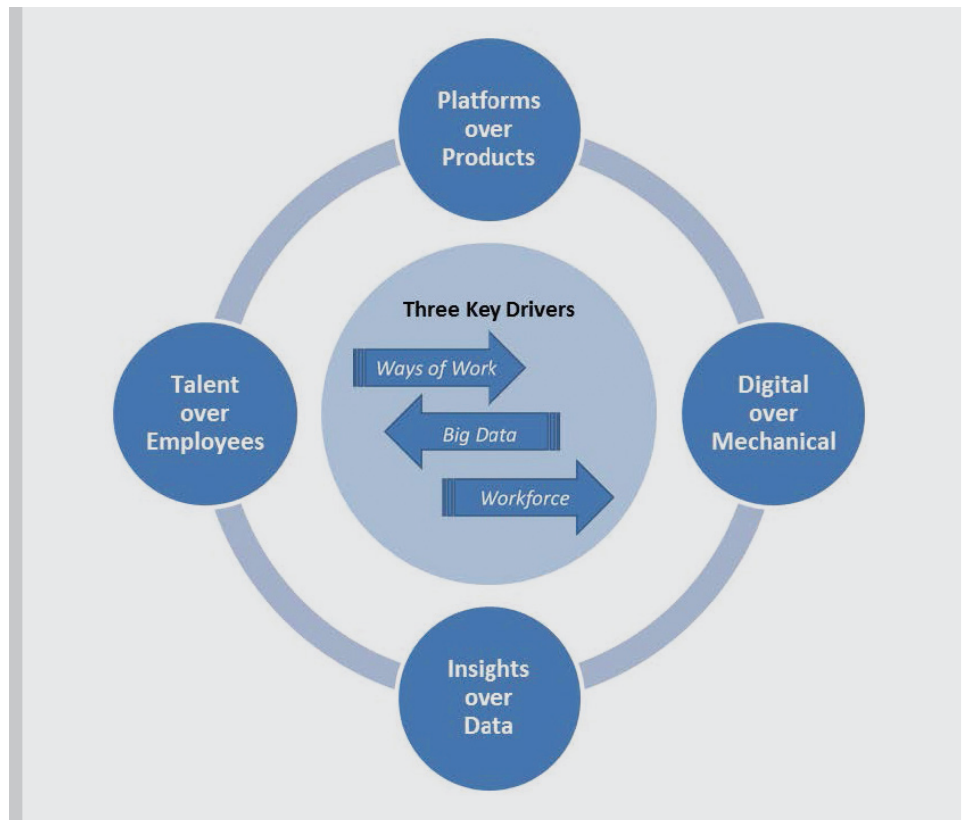 Platforms
over
Products
Three Key Drivers
Ways of Work
Talent
over
Employees
Digital
over
Mechanical
Big Data
Workforce
Insights
over
Data